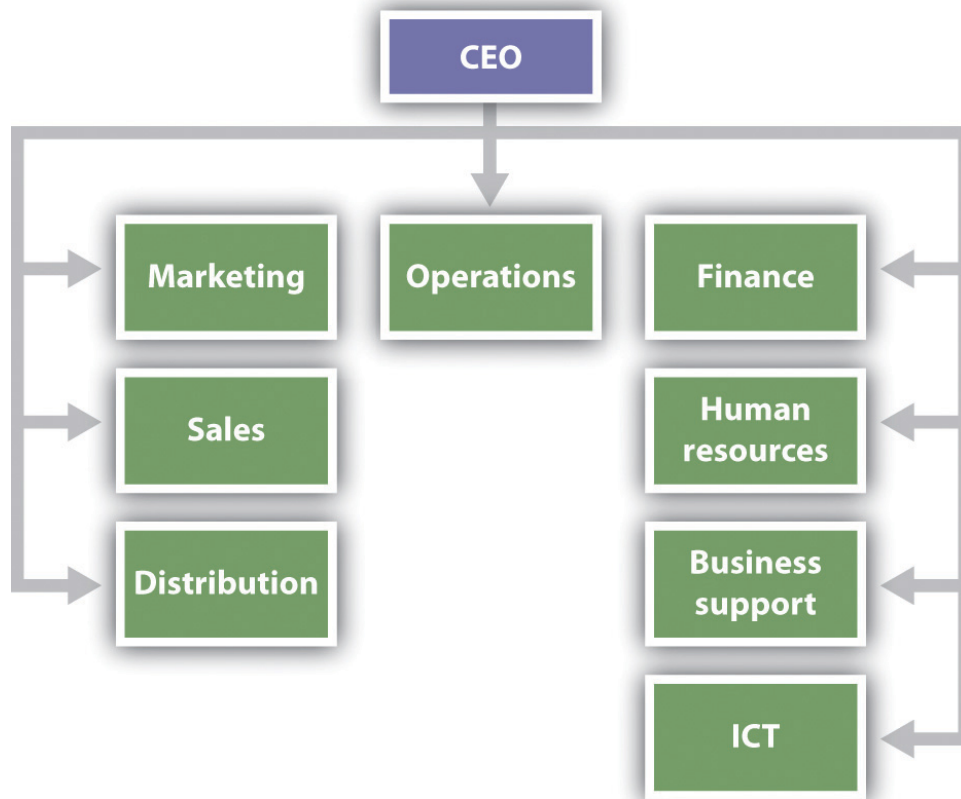 CEO
Marketing
Operations
Finance
Sales
Human
resources
Distribution
Business
support
ICT